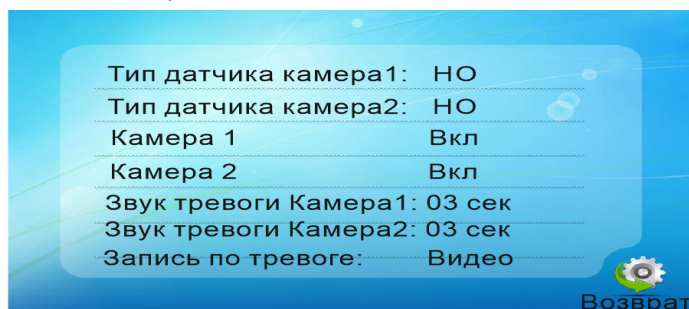 Тип датчика камера1: НО
Тип датчика камера2: НО
Камера 1 Вкл
Камера 2 Вкл
Звук тревоги Камера1: 03 сек
Звук тревоги Камера2: 03 сек
Запись по тревоге: Видео
Возврат